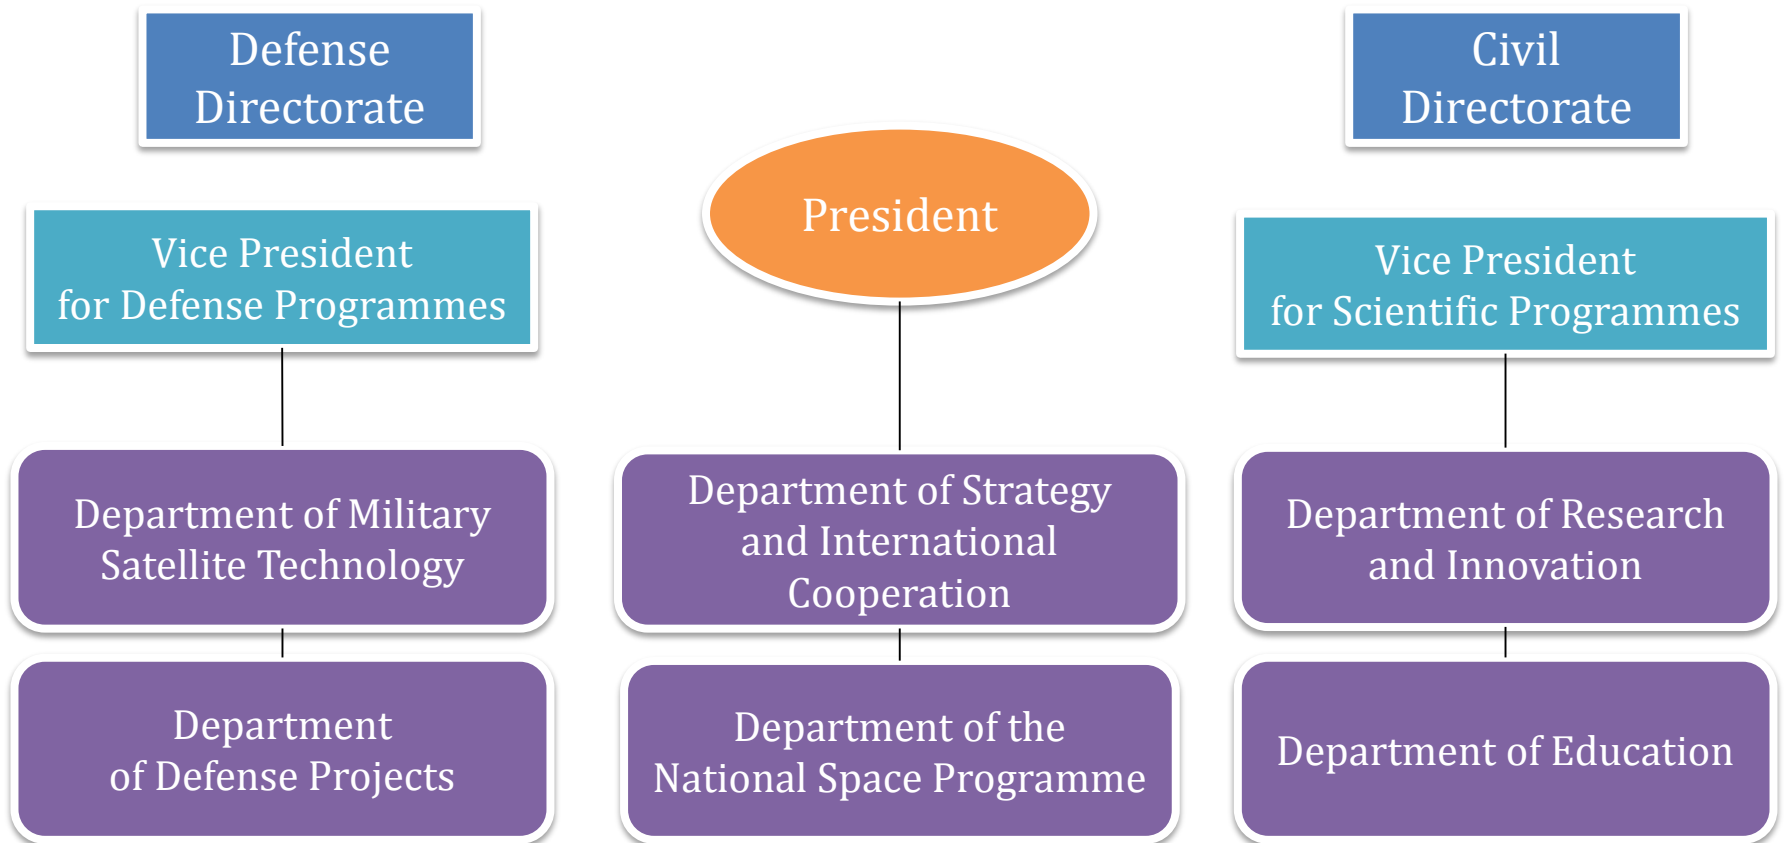 Defense
Directorate
Civil
Directorate
President
Vice President
for Defense Programmes
Vice President
for Scientific Programmes
Department of Military
Satellite Technology
Department of Strategy
and International
Cooperation
Department of Research
and Innovation
Department
of Defense Projects
Department of the
National Space Programme
Department of Education